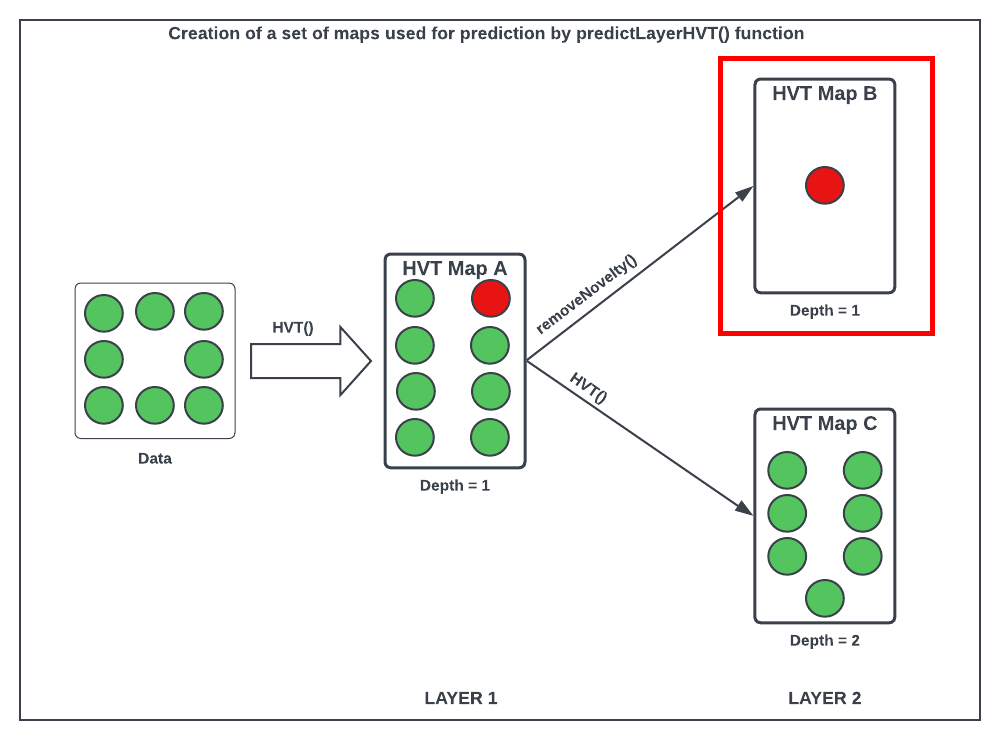 Creation of a set of maps used for prediction by predictLayerHVT() function
HVT Map B
Depth = 1
removeNovelty()
HVT Map A
HVT()
Data
Depth = 1
HVT()
HVT Map C
Depth = 2
LAYER 1
LAYER 2